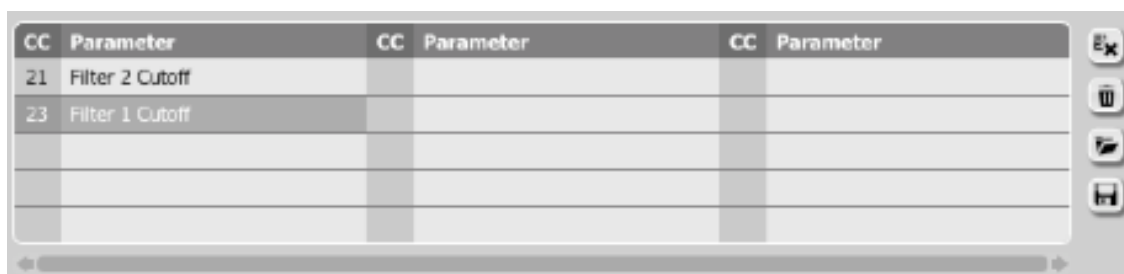 CC Parameter CC Parameter CC Parameter
21 Filter 2 Cutoff
23 Filter 1 Cutoff